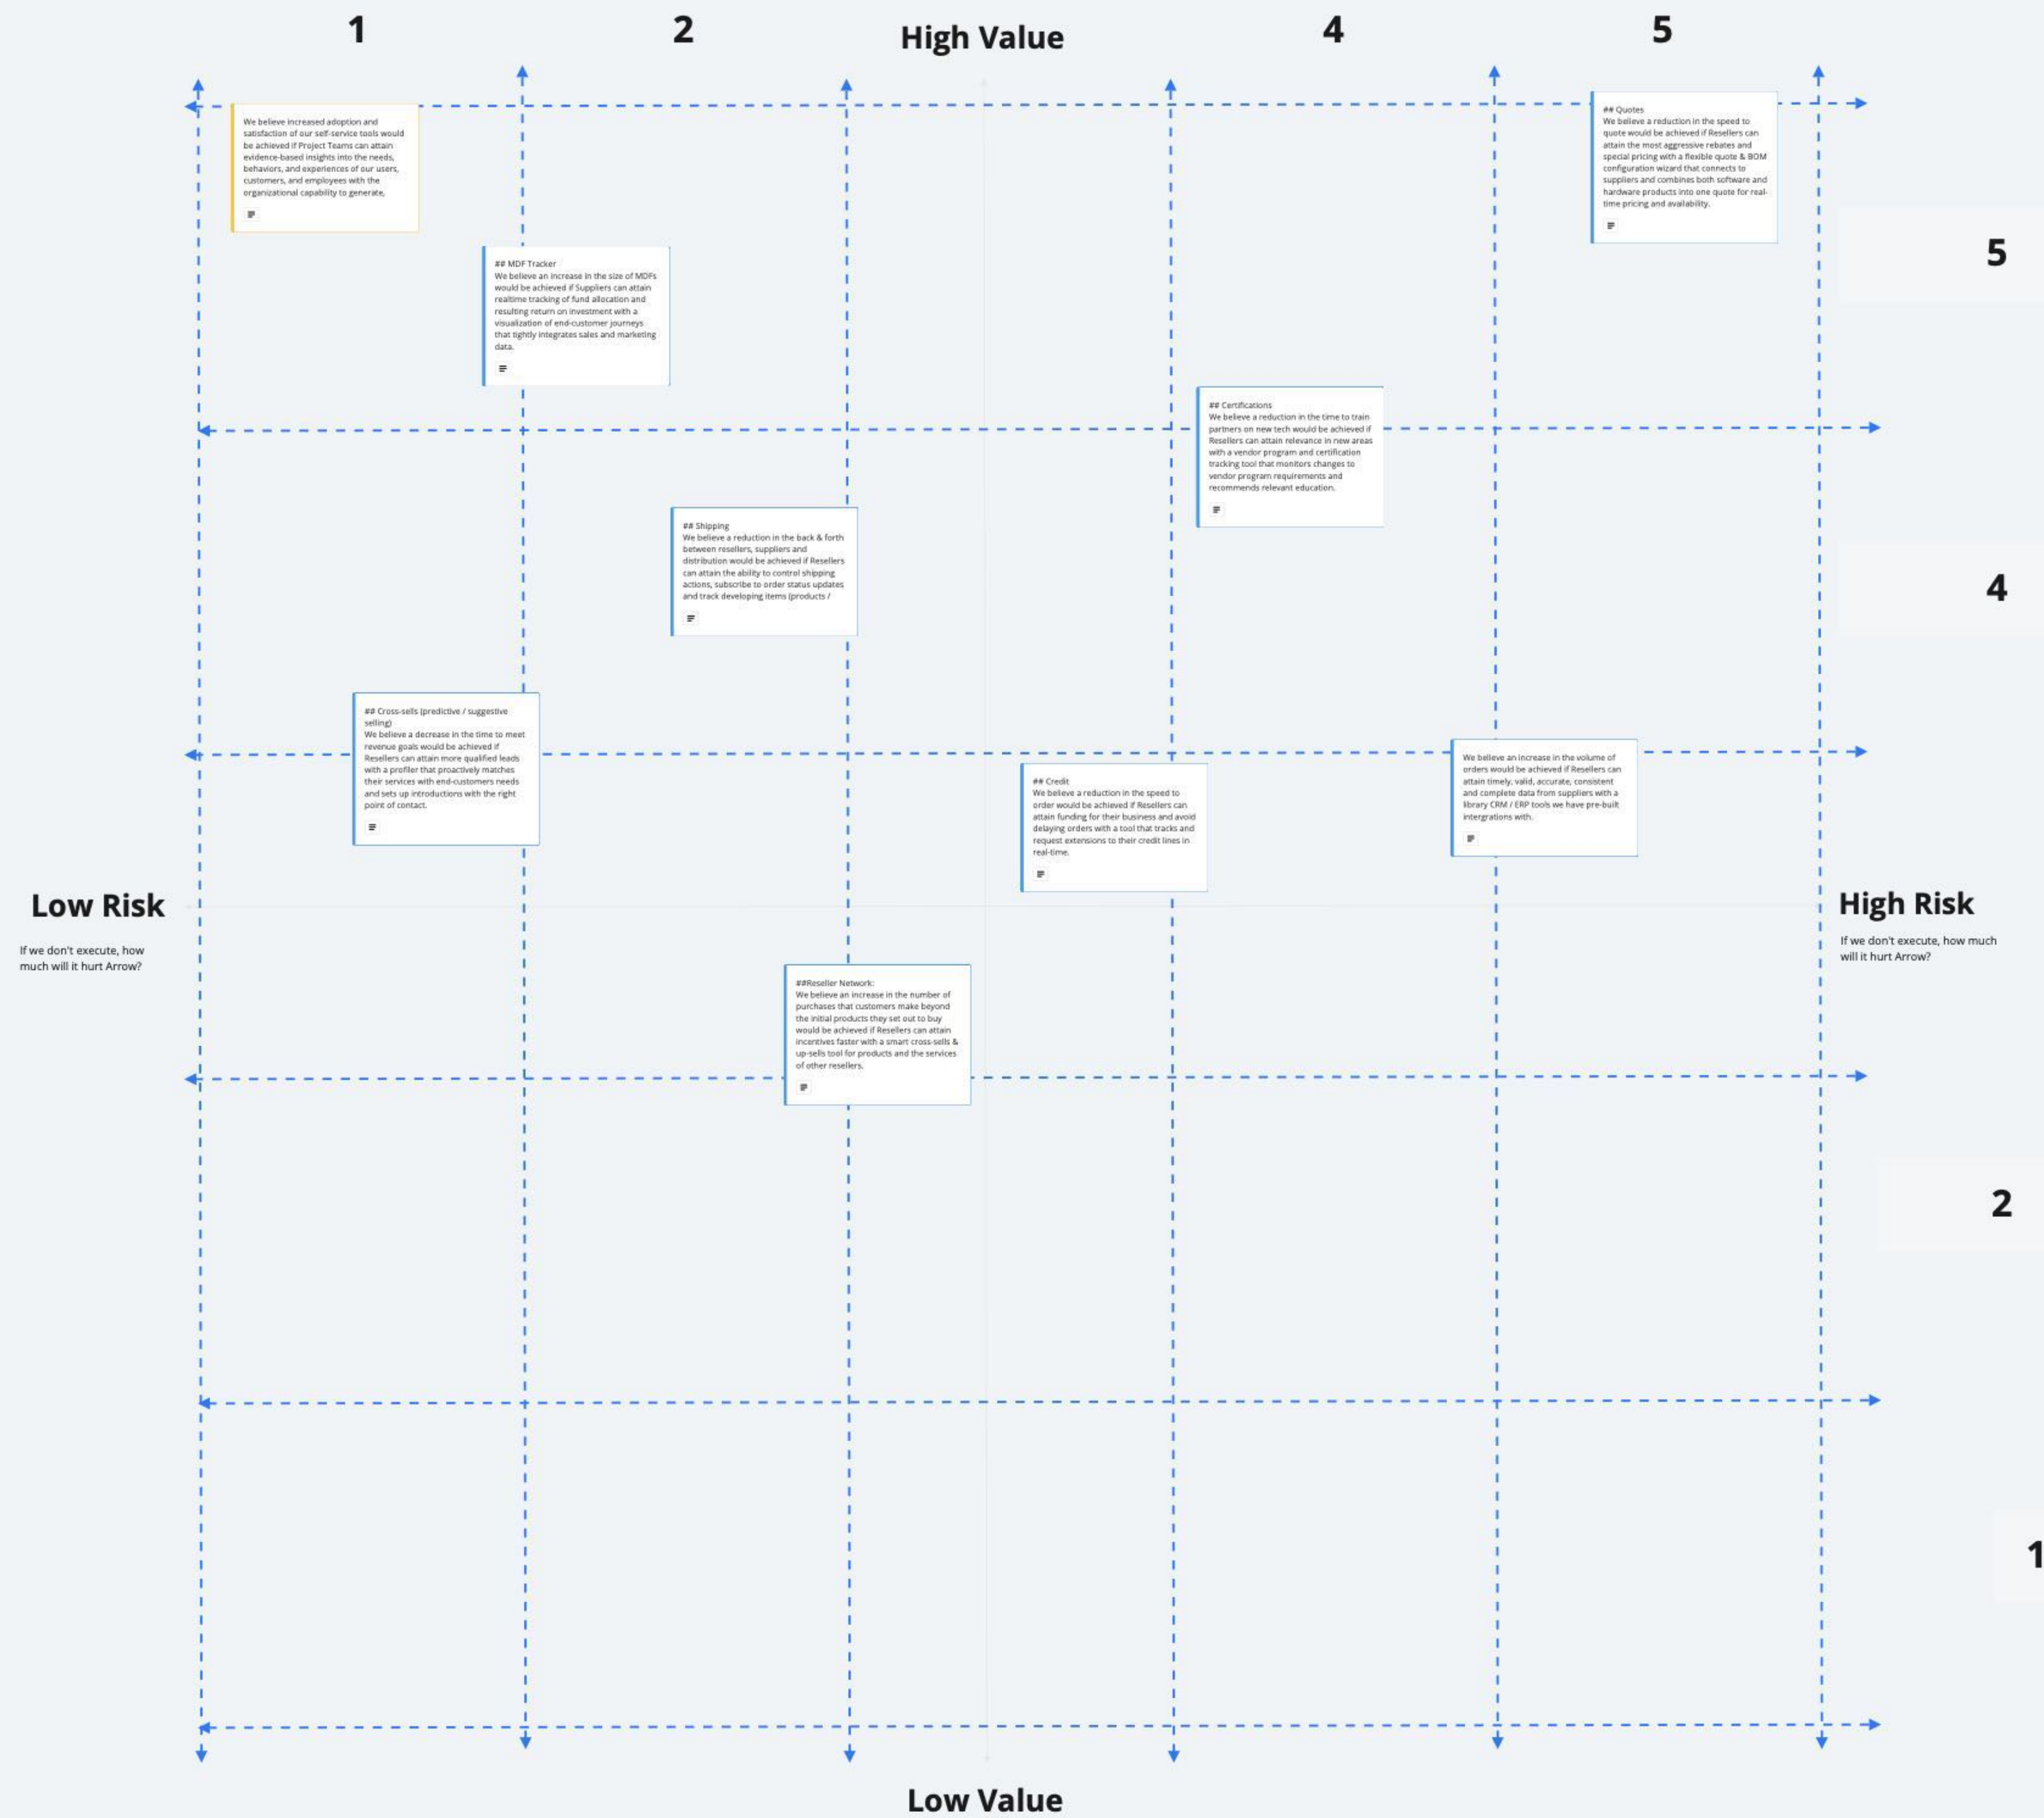 1
2
High Value
4
5
We believe increased adoption and
satisfaction of our self-service tools would
be achieved if Project Teams can attain
evidence-based insights into the needs,
behaviors, and experiences of our users,
customers, and employees with the
organizational capability to generate,
## Quotes
We believe a reduction in the speed to
quote would be achieved if Resellers can
attain the most aggressive rebates and
special pricing with a flexible quote & BOM
configuration wizard that connects to
suppliers and combines both software and
hardware products into one quote for real-
time pricing and availability.
5
## MDF Tracker
We believe an increase in the size of MDFs
would be achieved if Suppliers can attain
realtime tracking of fund allocation and
resulting return on investment with a
visualization of end-customer journeys
that tightly integrates sales and marketing
data.
## Certifications
We believe a reduction in the time to train
partners on new tech would be achieved if
Resellers can attain relevance in new areas
with a vendor program and certification
tracking tool that monitors changes to
vendor program requirements and
recommends relevant education.
## Shipping
We believe a reduction in the back & forth
between resellers, suppliers and
distribution would be achieved if Resellers
can attain the ability to control shipping
actions, subscribe to order status updates
and track developing items (products /
4
## Cross-sells (predictive / suggestive
selling)
We believe a decrease in the time to meet
revenue goals would be achieved if
Resellers can attain more qualified leads
with a profiler that proactively matches
their services with end-customers needs
and sets up introductions with the right
point of contact.
## Credit
We believe a reduction in the speed to
order would be achieved if Resellers can
attain funding for their business and avoid
delaying orders with a tool that tracks and
request extensions to their credit lines in
real-time.
We believe an increase in the volume of
orders would be achieved if Resellers can
attain timely, valid, accurate, consistent
and complete data from suppliers with a
library CRM / ERP tools we have pre-built
intergrations with.
Low Risk
If we don't execute, how
much will it hurt Arrow?
High Risk
If we don't execute, how much
will it hurt Arrow?
##Reseller Network:
We believe an increase in the number of
purchases that customers make beyond
the initial products they set out to buy
would be achieved if Resellers can attain
incentives faster with a smart cross-sells &
up-sells tool for products and the services
of other resellers.
2
1
Low Value